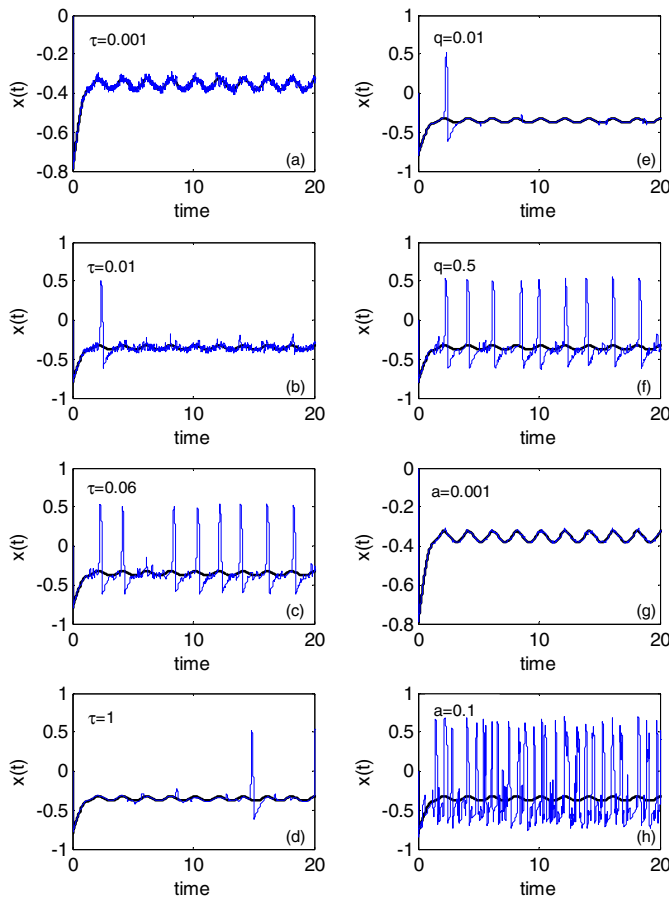 0
-0.2
-0.4
-0.6
-0.8
x(t)
τ=0.001
(a)
0
10
20
time
1
0.5
0
-0.5
-1
x(t)
τ=0.01
(b)
0
10
20
time
1
0.5
0
-0.5
-1
x(t)
τ=0.06
(c)
0
10
20
time
1
0.5
0
-0.5
-1
x(t)
τ=1
(d)
0
10
20
time
1
0.5
0
-0.5
-1
x(t)
q=0.01
(e)
0
10
20
time
1
0.5
0
-0.5
-1
x(t)
q=0.5
(f)
0
10
20
time
0
-0.2
-0.4
-0.6
-0.8
x(t)
a=0.001
(g)
0
10
20
time
1
0.5
0
-0.5
-1
x(t)
a=0.1
(h)
0
10
20
time